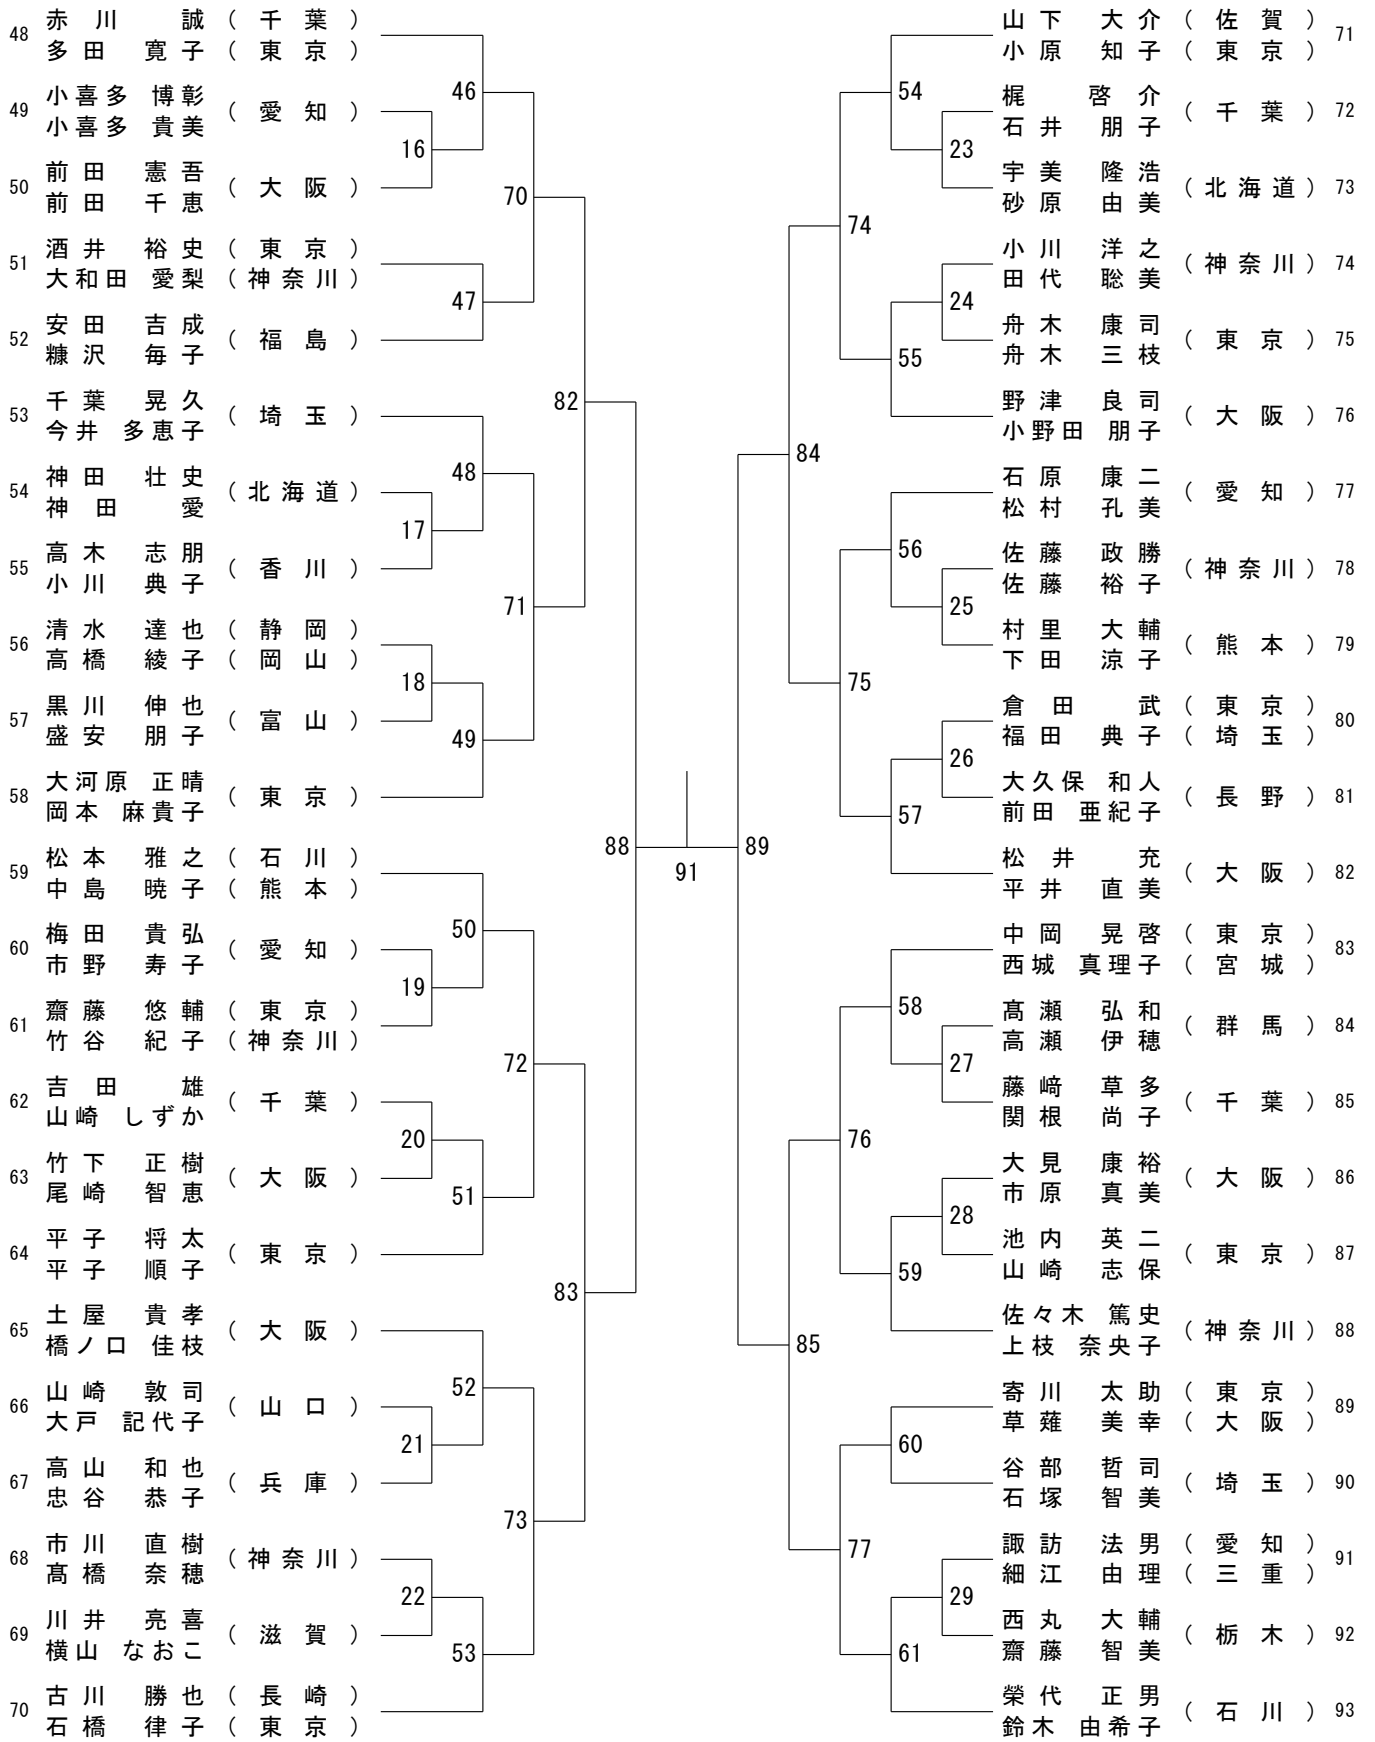 48 赤川 誠 (千葉)
多田 寛子 (東京)
49 小喜多 博彰 (愛知)
小喜多 貴美
50 前田 憲吾 (大阪)
前田 千恵
51 酒井 裕史 (東京)
大和田 愛梨 (神奈川)
52 安田 吉成 (福島)
糠沢 毎子
53 千葉 晃久 (埼玉)
今井 多恵子
54 神田 壮史 (北海道)
神田 愛
55 高木 志朋 (香川)
小川 典子
56 清水 達也 (静岡)
高橋 綾子 (岡山)
57 黒川 伸也 (富山)
盛安 朋子
58 大河原 正晴 (東京)
岡本 麻貴子
59 松本 雅之 (石川)
中島 暁子 (熊本)
60 梅田 貴弘 (愛知)
市野 寿子
61 齋藤 悠輔 (東京)
竹谷 紀子 (神奈川)
62 吉田 雄 (千葉)
山崎 しずか
63 竹下 正樹 (大阪)
尾崎 智恵
64 平子 将太 (東京)
平子 順子
65 土屋 貴孝 (大阪)
橋ノ口 佳枝
66 山崎 敦司 (山口)
大戸 記代子
67 高山 和也 (兵庫)
忠谷 恭子
68 市川 直樹 (神奈川)
髙橋 奈穂
69 川井 亮喜 (滋賀)
横山 なおこ
70 古川 勝也 (長崎)
石橋 律子 (東京)
16
17
18
19
20
21
22
46
47
48
49
50
51
52
53
70
71
72
73
82
83
88
91
89
84
85
74
75
76
77
54
55
56
57
58
59
60
61
23
24
25
26
27
28
29
山下 大介 (佐賀) 71
小原 知子 (東京)
梶 啓介 (千葉) 72
石井 朋子
宇美 隆浩 (北海道) 73
砂原 由美
小川 洋之 (神奈川) 74
田代 聡美
舟木 康司 (東京) 75
舟木 三枝
野津 良司 (大阪) 76
小野田 朋子
石原 康二 (愛知) 77
松村 孔美
佐藤 政勝 (神奈川) 78
佐藤 裕子
村里 大輔 (熊本) 79
下田 涼子
倉田 武 (東京) 80
福田 典子 (埼玉)
大久保 和人 (長野) 81
前田 亜紀子
松井 充 (大阪) 82
平井 直美
中岡 晃啓 (東京) 83
西城 真理子 (宮城)
髙瀬 弘和 (群馬) 84
高瀬 伊穂
藤﨑 草多 (千葉) 85
関根 尚子
大見 康裕 (大阪) 86
市原 真美
池内 英二 (東京) 87
山崎 志保
佐々木 篤史 (神奈川) 88
上枝 奈央子
寄川 太助 (東京) 89
草薙 美幸 (大阪)
谷部 哲司 (埼玉) 90
石塚 智美
諏訪 法男 (愛知) 91
細江 由理 (三重)
西丸 大輔 (栃木) 92
齋藤 智美
榮代 正男 (石川) 93
鈴木 由希子